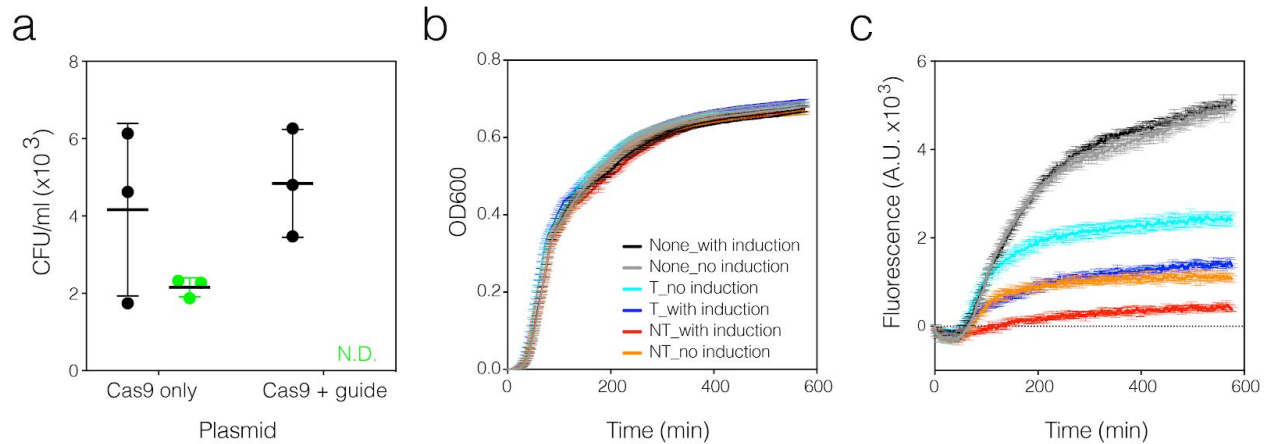 a
CFU/ml (x10³)
8
6
4
2
0
N.D.
Cas9 only
Cas9 + guide
Plasmid
b
OD600
0.8
0.6
0.4
0.2
0.0
None_with induction
None_no induction
T_no induction
T_with induction
NT_with induction
NT_no induction
0
200
400
600
Time (min)
c
Fluorescence (A.U. x10³)
6
4
2
0
0
200
400
600
Time (min)